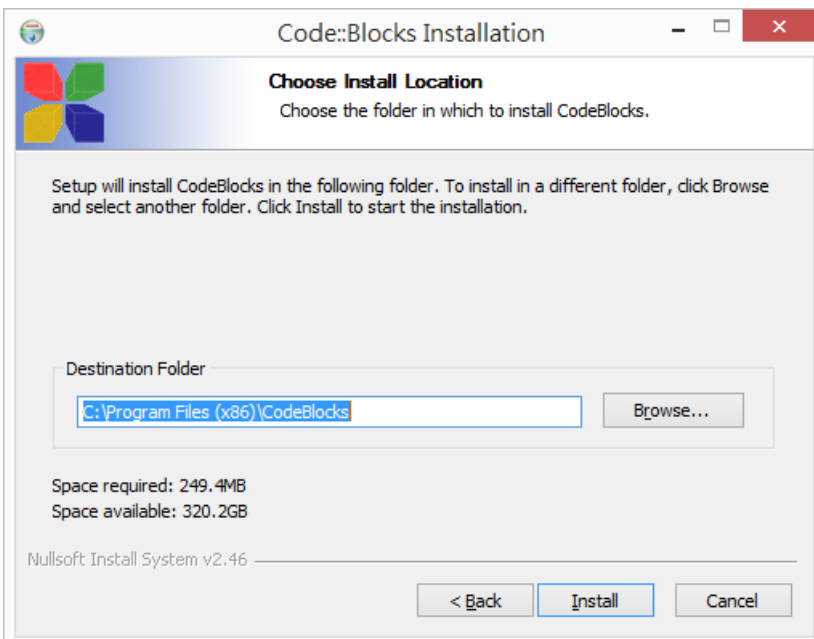 Code::Blocks Installation
Choose Install Location
Choose the folder in which to install CodeBlocks.
Setup will install CodeBlocks in the following folder. To install in a different folder, click Browse
and select another folder. Click Install to start the installation.
Destination Folder
C:\Program Files (x86)\CodeBlocks
Browse...
Space required: 249.4MB
Space available: 320.2GB
Nullsoft Install System v2.46
< Back
Install
Cancel